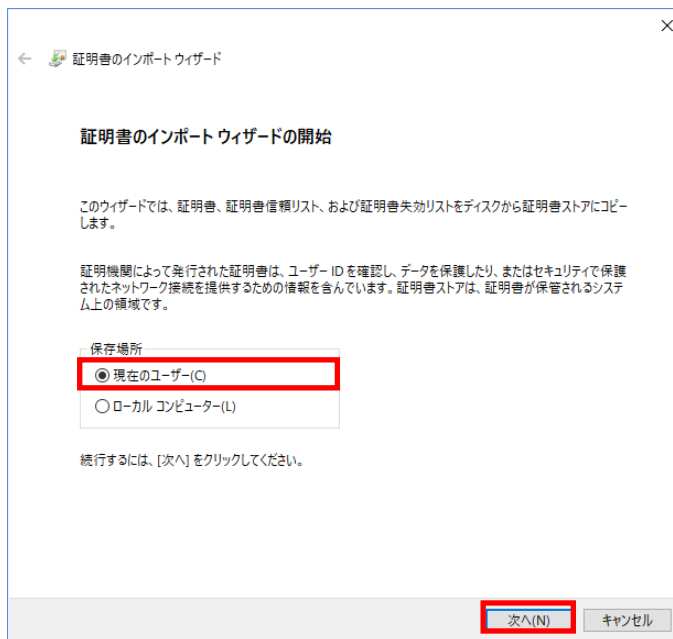 証明書のインポート ウィザード
証明書のインポート ウィザードの開始
このウィザードでは、証明書、証明書信頼リスト、および証明書失効リストをディスクから証明書ストアにコピー
します。
証明機関によって発行された証明書は、ユーザー ID を確認し、データを保護したり、またはセキュリティで保護
されたネットワーク接続を提供するための情報を含んでいます。証明書ストアは、証明書が保管されるシステ
ム上の領域です。
保存場所
現在のユーザー(C)
ローカル コンピューター(L)
続行するには、[次へ] をクリックしてください。
次へ(N)
キャンセル